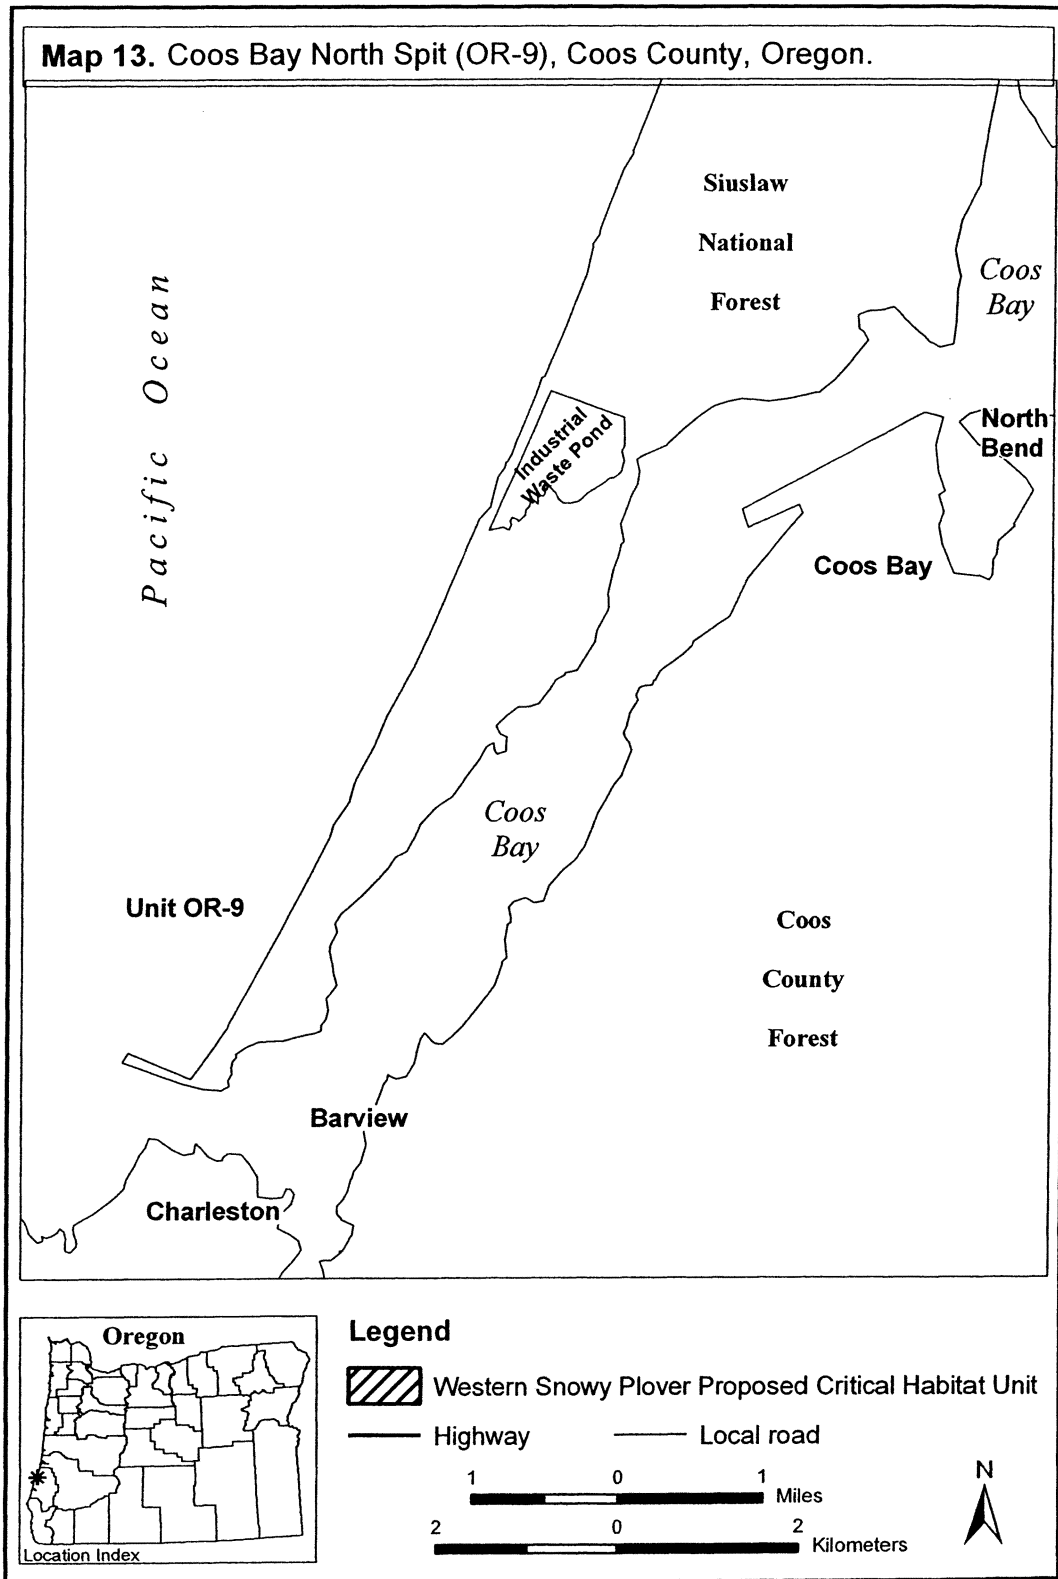 Map 13. Coos Bay North Spit (OR-9), Coos County, Oregon.
Siuslaw
National
Forest
Coos
Bay
Pacific Ocean
Industrial
Waste Pond
North
Bend
Coos Bay
Coos
Bay
Unit OR-9
Coos
County
Forest
Barview
Charleston
Oregon
Location Index
Legend
Western Snowy Plover Proposed Critical Habitat Unit
Highway
Local road
1 0 1
Miles
2 0 2
Kilometers
N